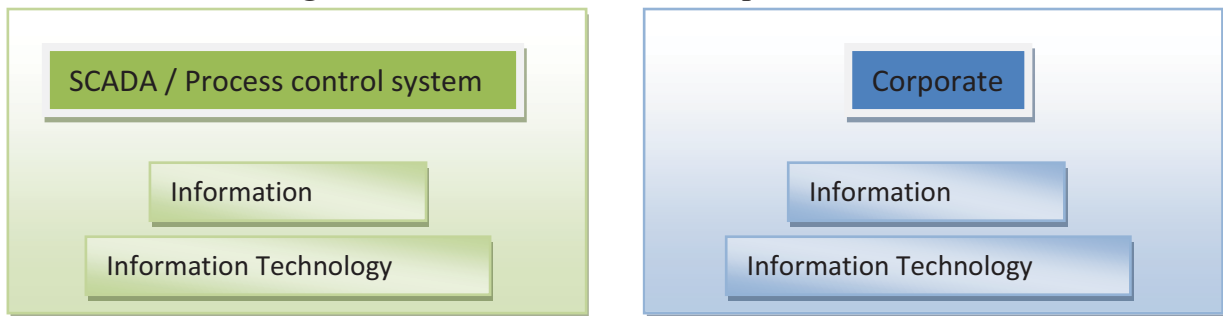 SCADA / Process control system
Information
Information Technology
Corporate
Information
Information Technology